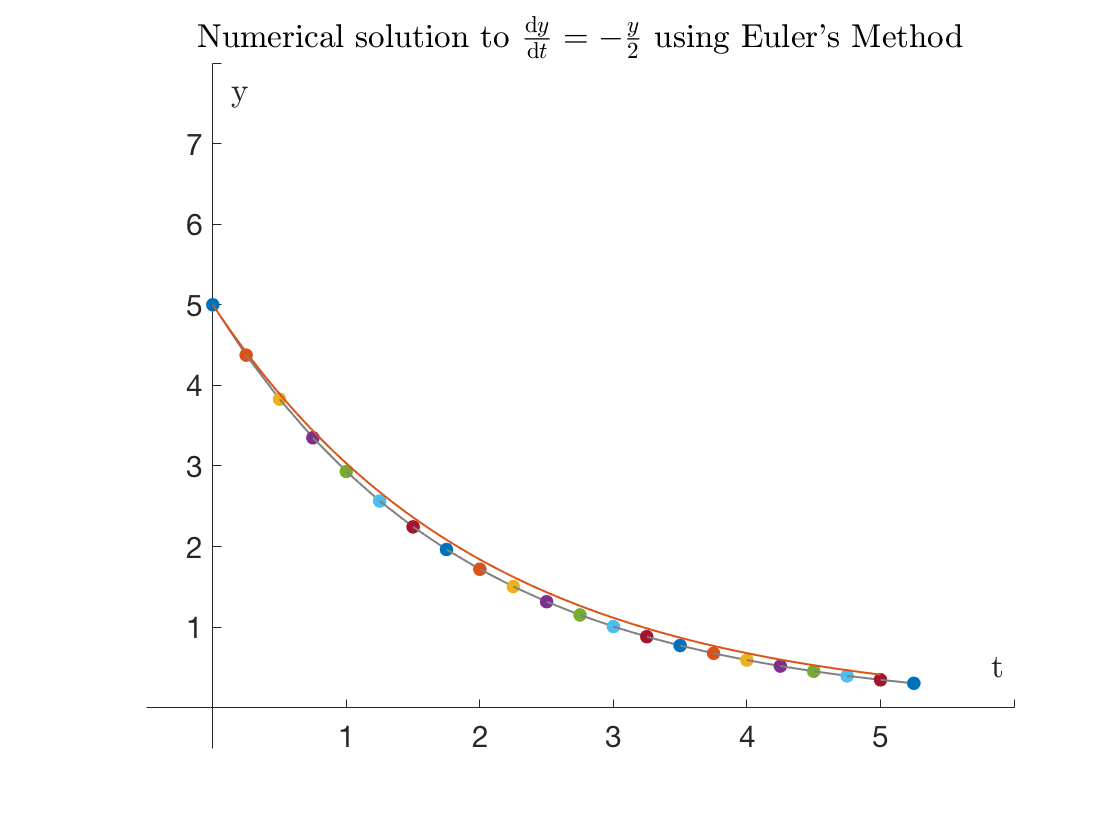 Numerical solution to dy/dt = −y/2 using Euler's Method
y
7
6
5
4
3
2
1
t
1 2 3 4 5